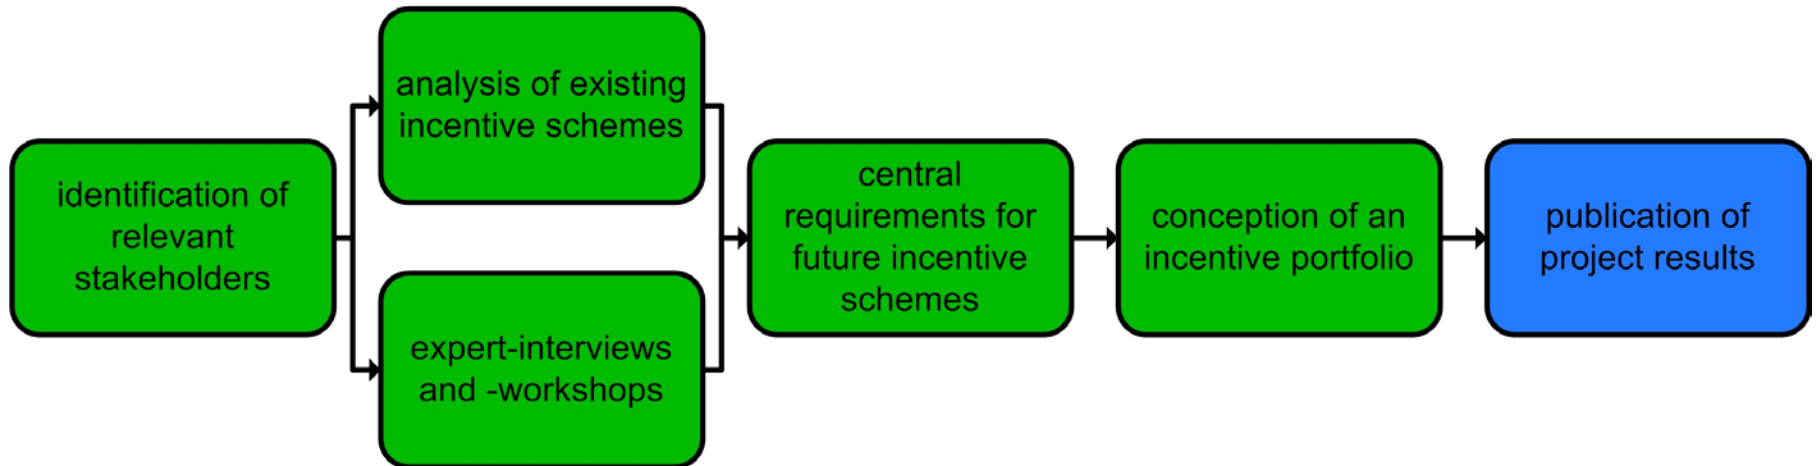 identification of
relevant
stakeholders
analysis of existing
incentive schemes
expert-interviews
and -workshops
central
requirements for
future incentive
schemes
conception of an
incentive portfolio
publication of
project results